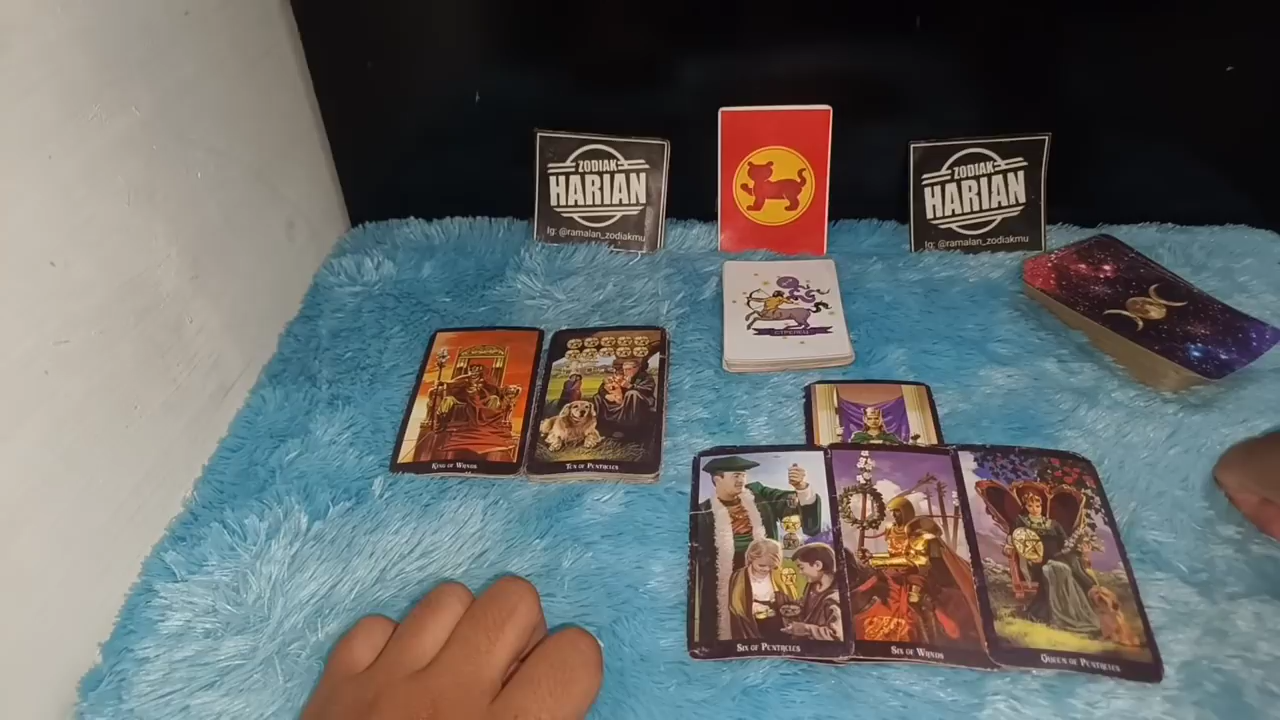 ZODIAK
HARIAN
Ig: @ramalan_zodiakmu
ZODIAK
HARIAN
Ig: @ramalan_zodiakmu
KING OF WANDS
TEN OF PENTACLES
SIX OF PENTACLES
SIX OF WANDS
QUEEN OF PENTACLES